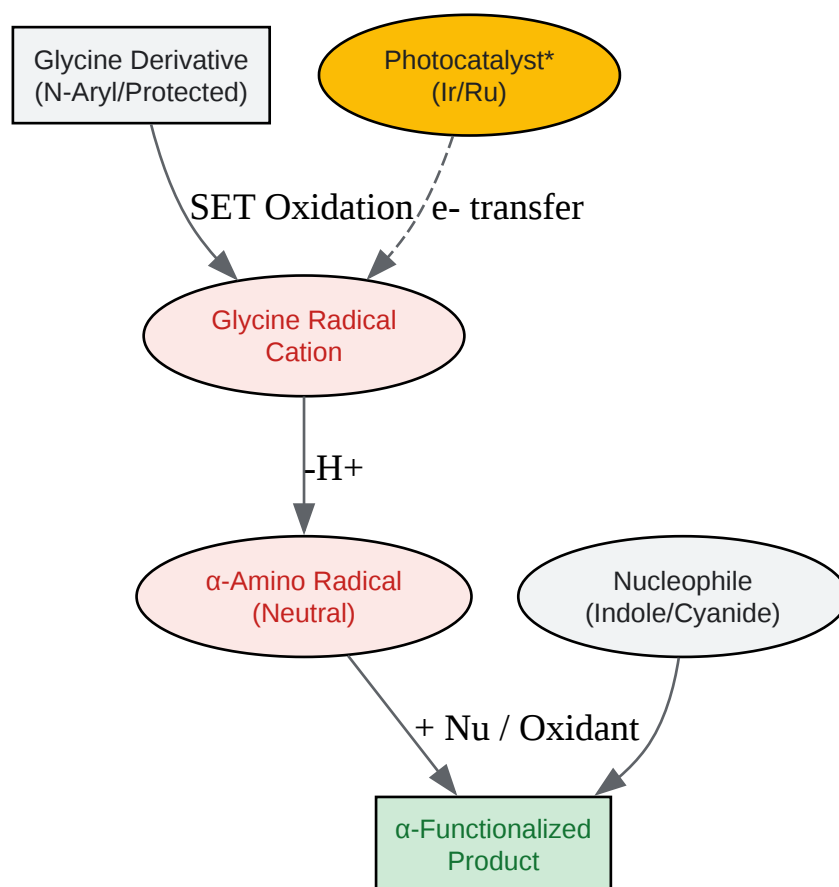 Glycine Derivative
(N-Aryl/Protected)
Photocatalyst*
(Ir/Ru)
SET Oxidation
e- transfer
Glycine Radical
Cation
-H+
α-Amino Radical
(Neutral)
Nucleophile
(Indole/Cyanide)
+ Nu / Oxidant
α-Functionalized
Product